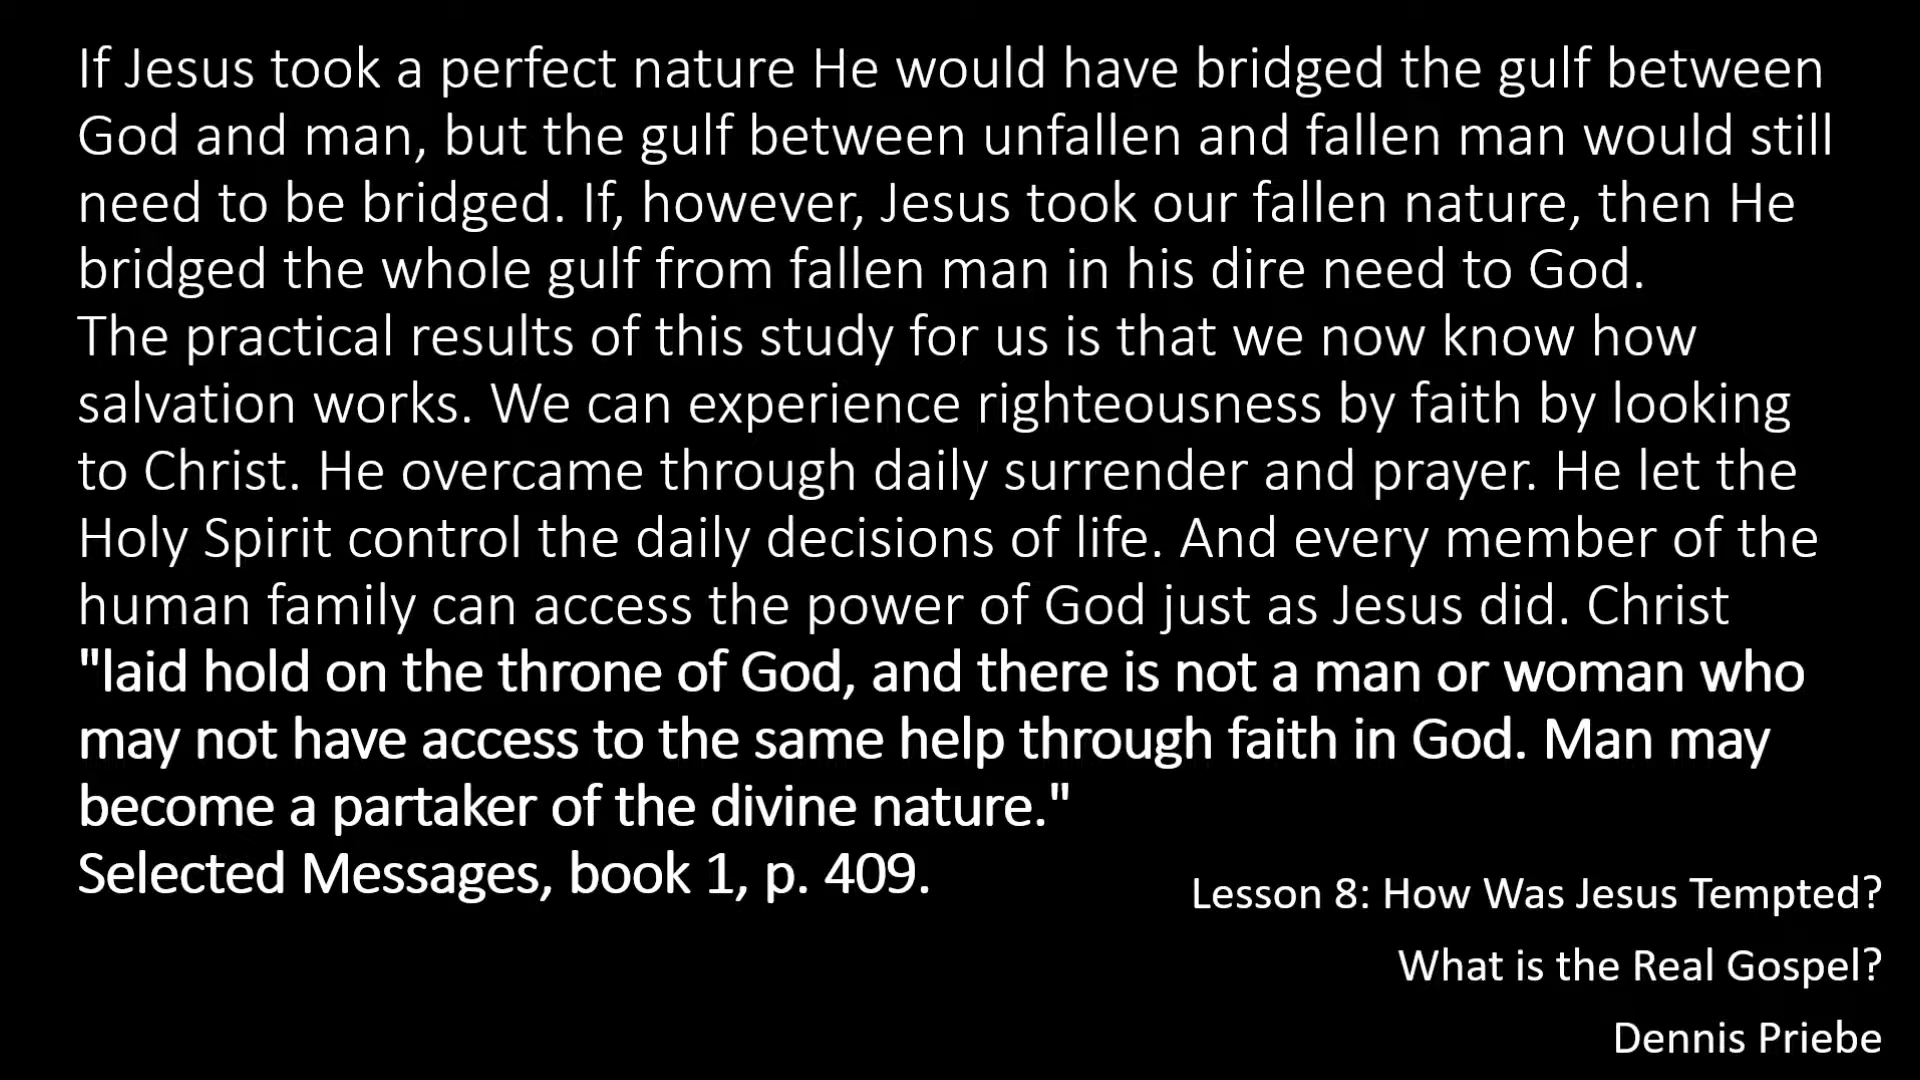 If Jesus took a perfect nature He would have bridged the gulf between
God and man, but the gulf between unfallen and fallen man would still
need to be bridged. If, however, Jesus took our fallen nature, then He
bridged the whole gulf from fallen man in his dire need to God.
The practical results of this study for us is that we now know how
salvation works. We can experience righteousness by faith by looking
to Christ. He overcame through daily surrender and prayer. He let the
Holy Spirit control the daily decisions of life. And every member of the
human family can access the power of God just as Jesus did. Christ
"laid hold on the throne of God, and there is not a man or woman who
may not have access to the same help through faith in God. Man may
become a partaker of the divine nature."
Selected Messages, book 1, p. 409.
Lesson 8: How Was Jesus Tempted?
What is the Real Gospel?
Dennis Priebe